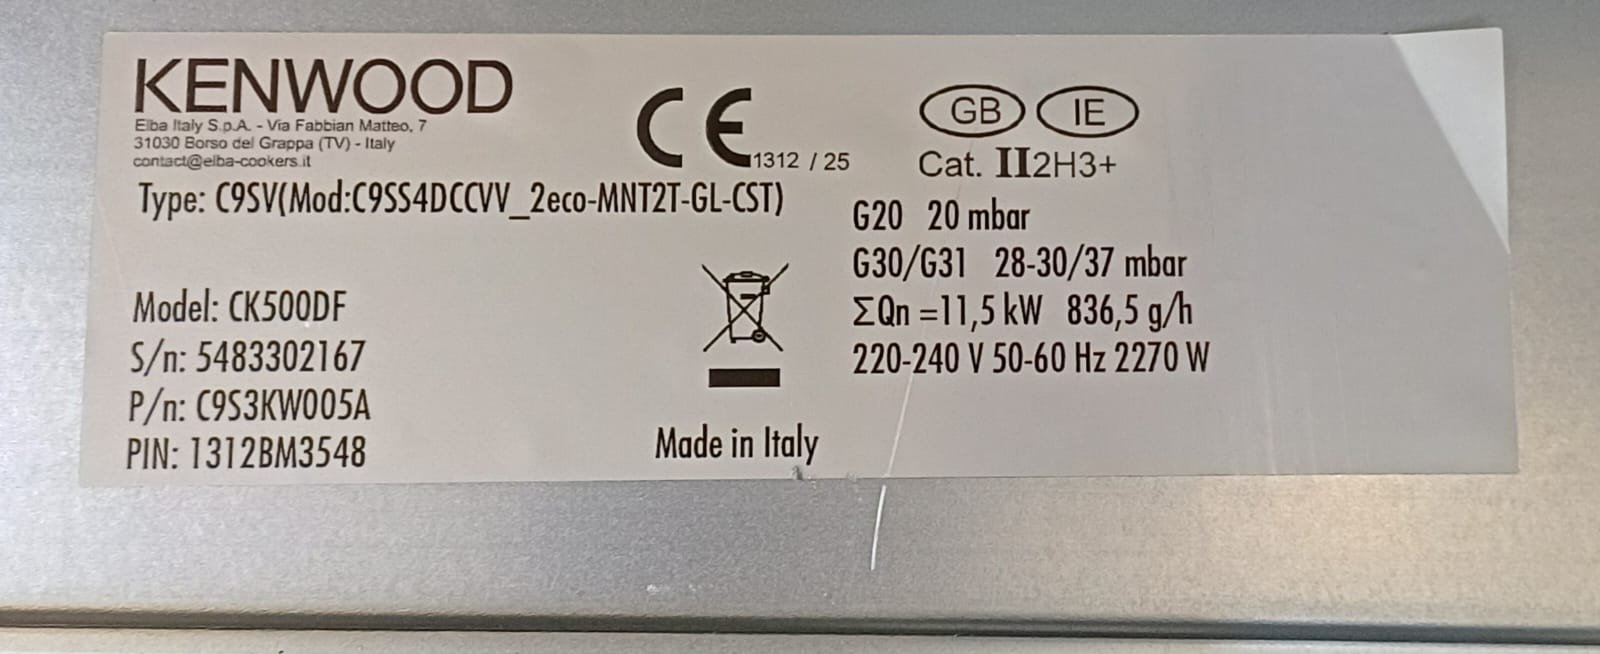 KENWOOD
Elba Italy S.p.A. - Via Fabbian Matteo, 7
31030 Borso del Grappa (TV) - Italy
contact@elba-cookers.it
CE 1312 / 25
GB IE
Cat. II2H3+
Type: C9SV(Mod:C9SS4DCCVV_2eco-MNT2T-GL-CST)
G20 20 mbar
G30/G31 28-30/37 mbar
ΣQn =11,5 kW 836,5 g/h
220-240 V 50-60 Hz 2270 W
Model: CK500DF
S/n: 5483302167
P/n: C9S3KW005A
PIN: 1312BM3548
Made in Italy